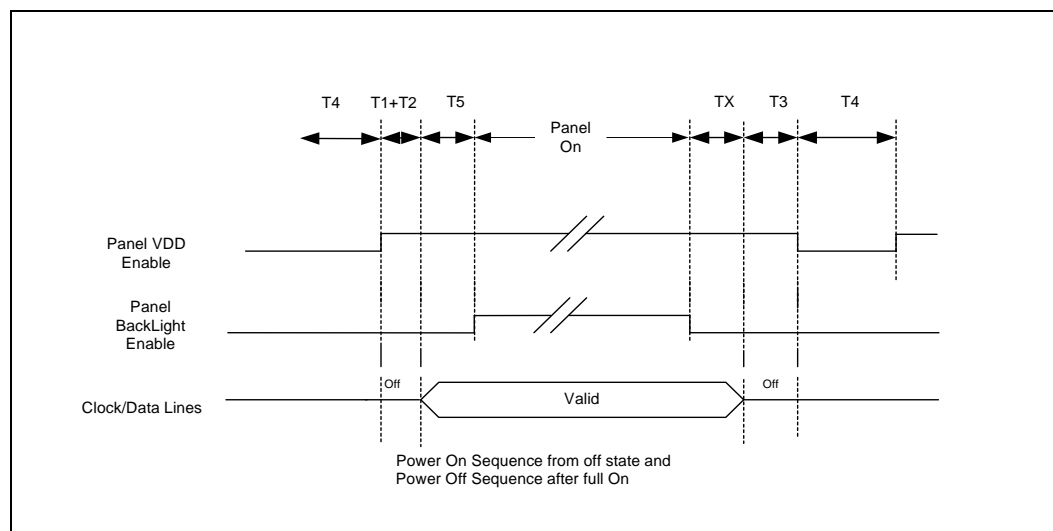 T4 T1+T2 T5 TX T3 T4
Panel
On
Panel VDD
Enable
Panel
BackLight
Enable
Off Off
Clock/Data Lines Valid
Power On Sequence from off state and
Power Off Sequence after full On